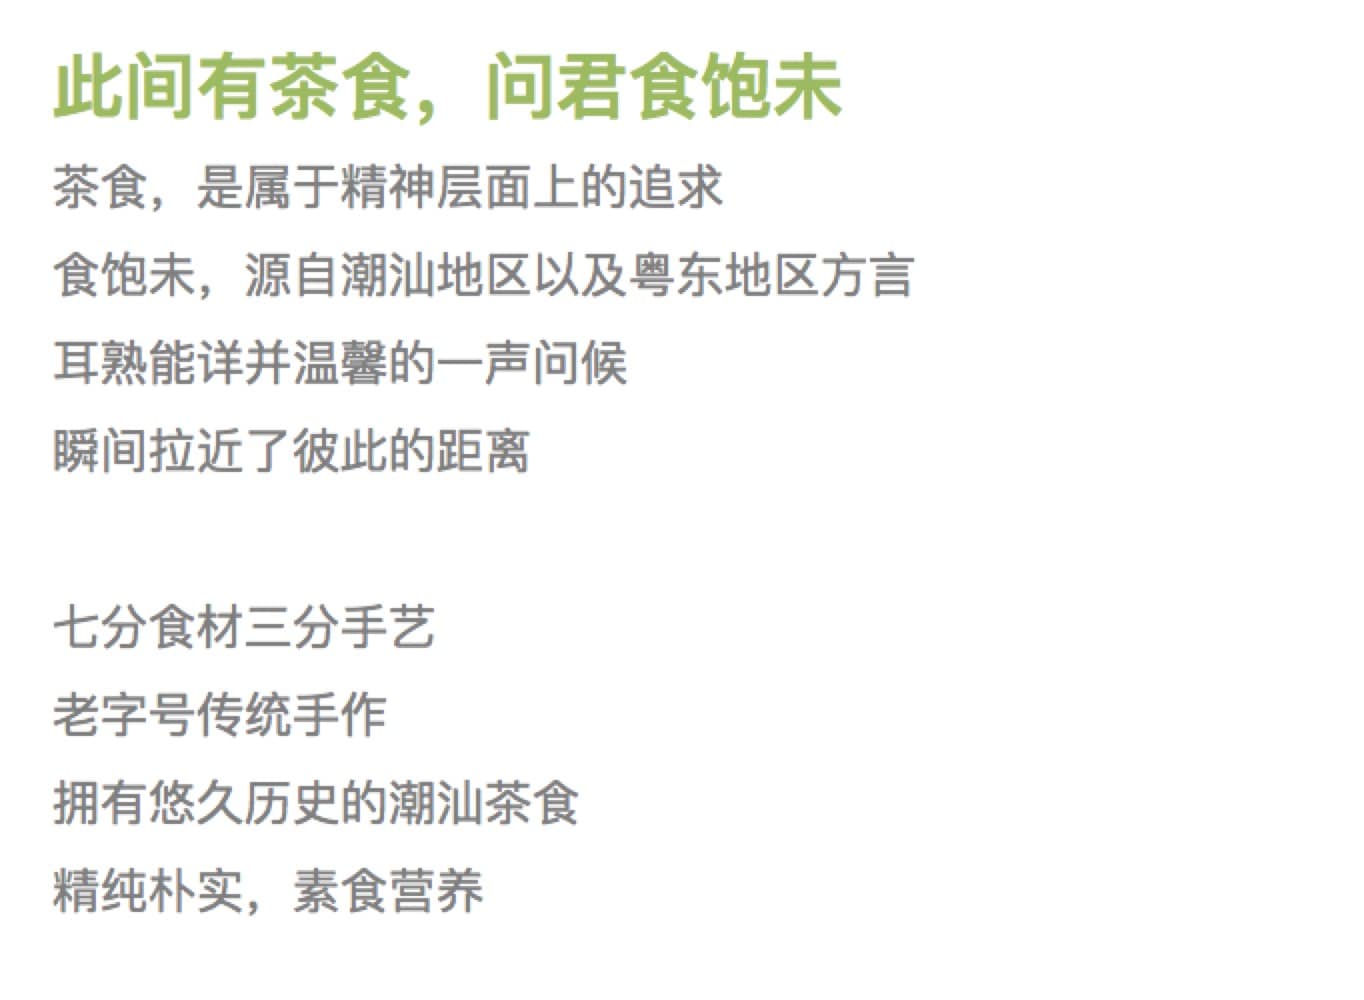 此间有茶食，问君食饱未
茶食，是属于精神层面上的追求
食饱未，源自潮汕地区以及粤东地区方言
耳熟能详并温馨的一声问候
瞬间拉近了彼此的距离
七分食材三分手艺
老字号传统手作
拥有悠久历史的潮汕茶食
精纯朴实，素食营养